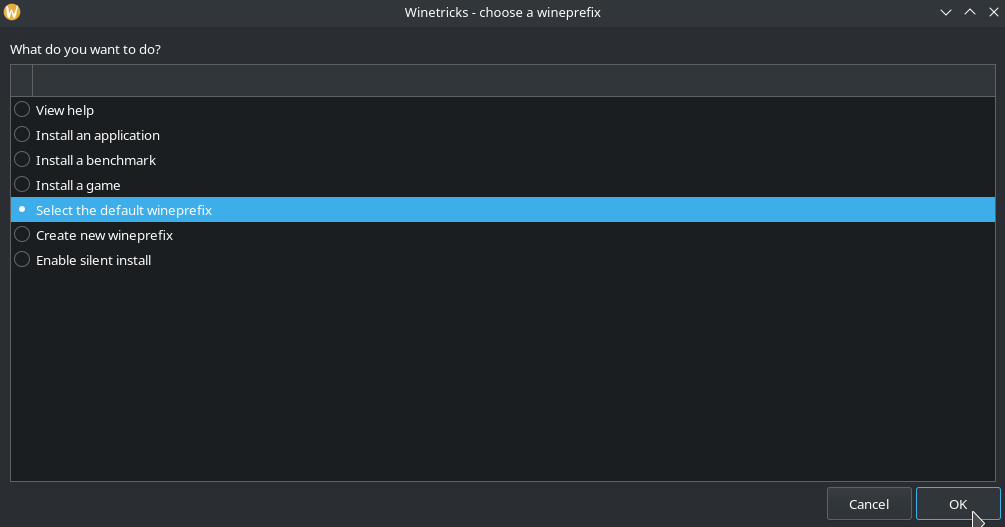 Winetricks - choose a wineprefix
What do you want to do?
View help
Install an application
Install a benchmark
Install a game
Select the default wineprefix
Create new wineprefix
Enable silent install
Cancel
OK